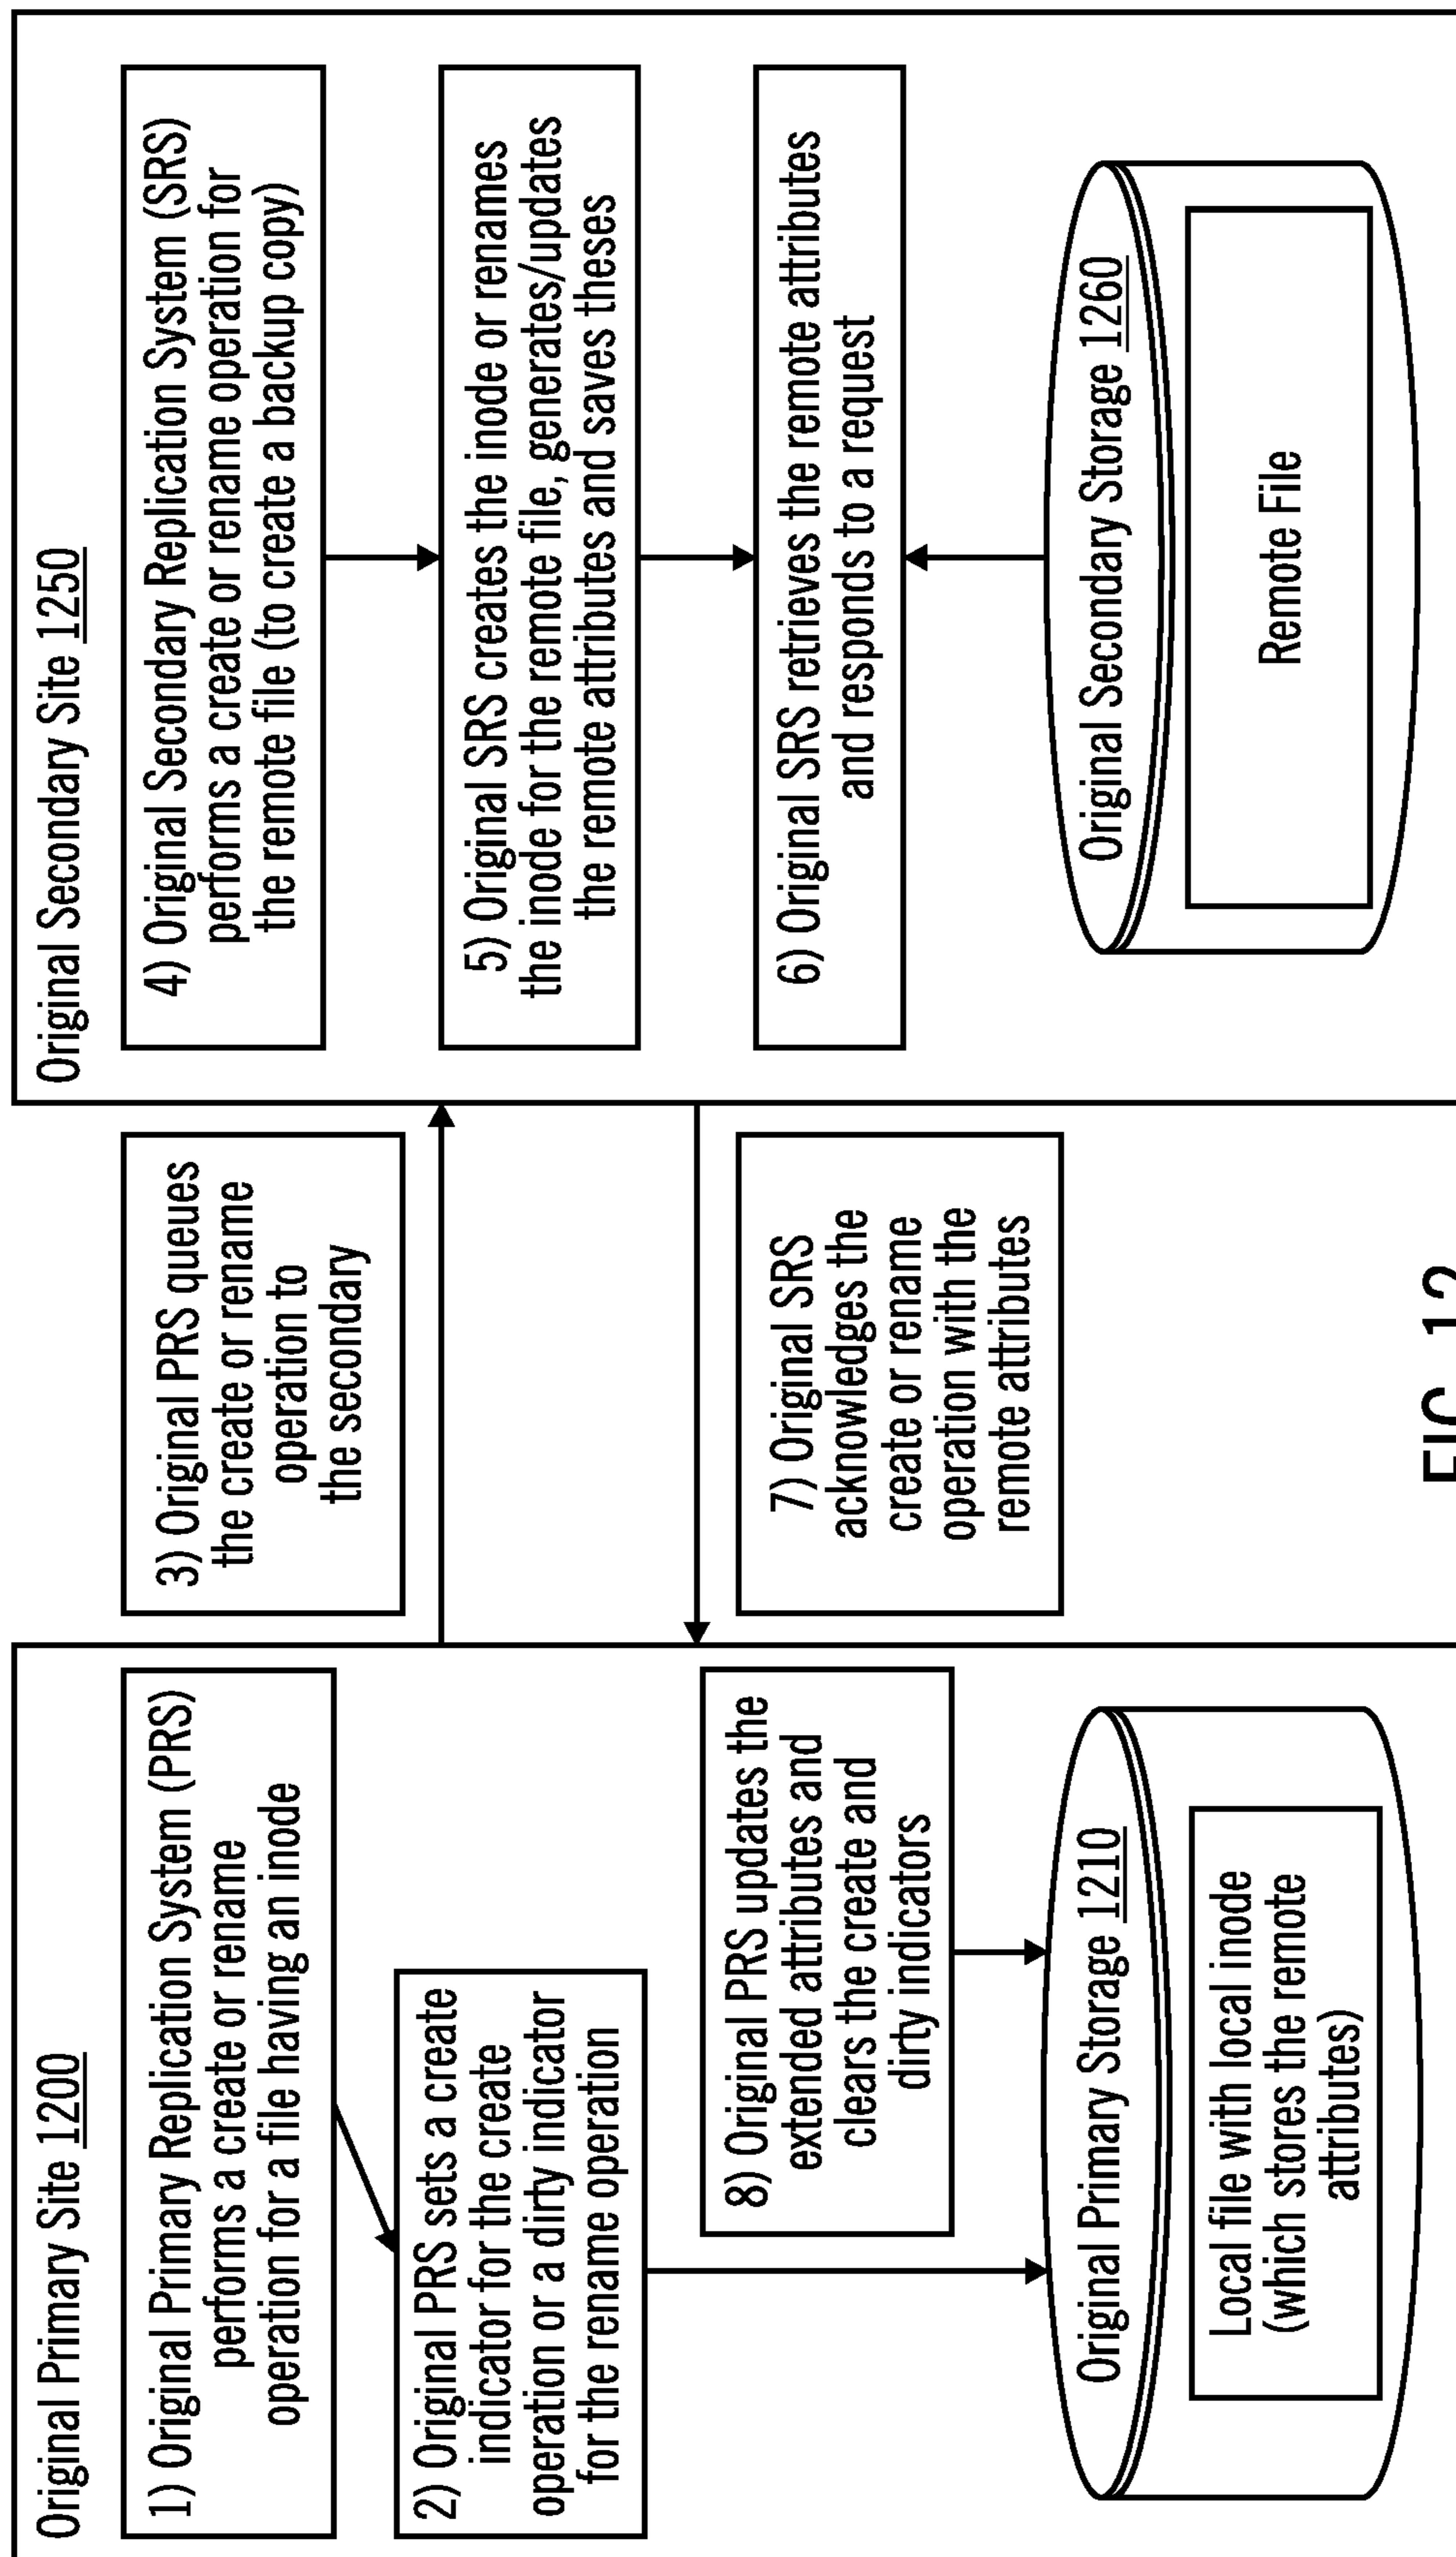 Original Primary Site 1200
1) Original Primary Replication System (PRS)
performs a create or rename
operation for a file having an inode
2) Original PRS sets a create
indicator for the create
operation or a dirty indicator
for the rename operation
8) Original PRS updates the
extended attributes and
clears the create and
dirty indicators
Original Primary Storage 1210
Local file with local inode
(which stores the remote
attributes)
3) Original PRS queues
the create or rename
operation to
the secondary
7) Original SRS
acknowledges the
create or rename
operation with the
remote attributes
Original Secondary Site 1250
4) Original Secondary Replication System (SRS)
performs a create or rename operation for
the remote file (to create a backup copy)
5) Original SRS creates the inode or renames
the inode for the remote file, generates/updates
the remote attributes and saves theses
6) Original SRS retrieves the remote attributes
and responds to a request
Original Secondary Storage 1260
Remote File
FIG. 12